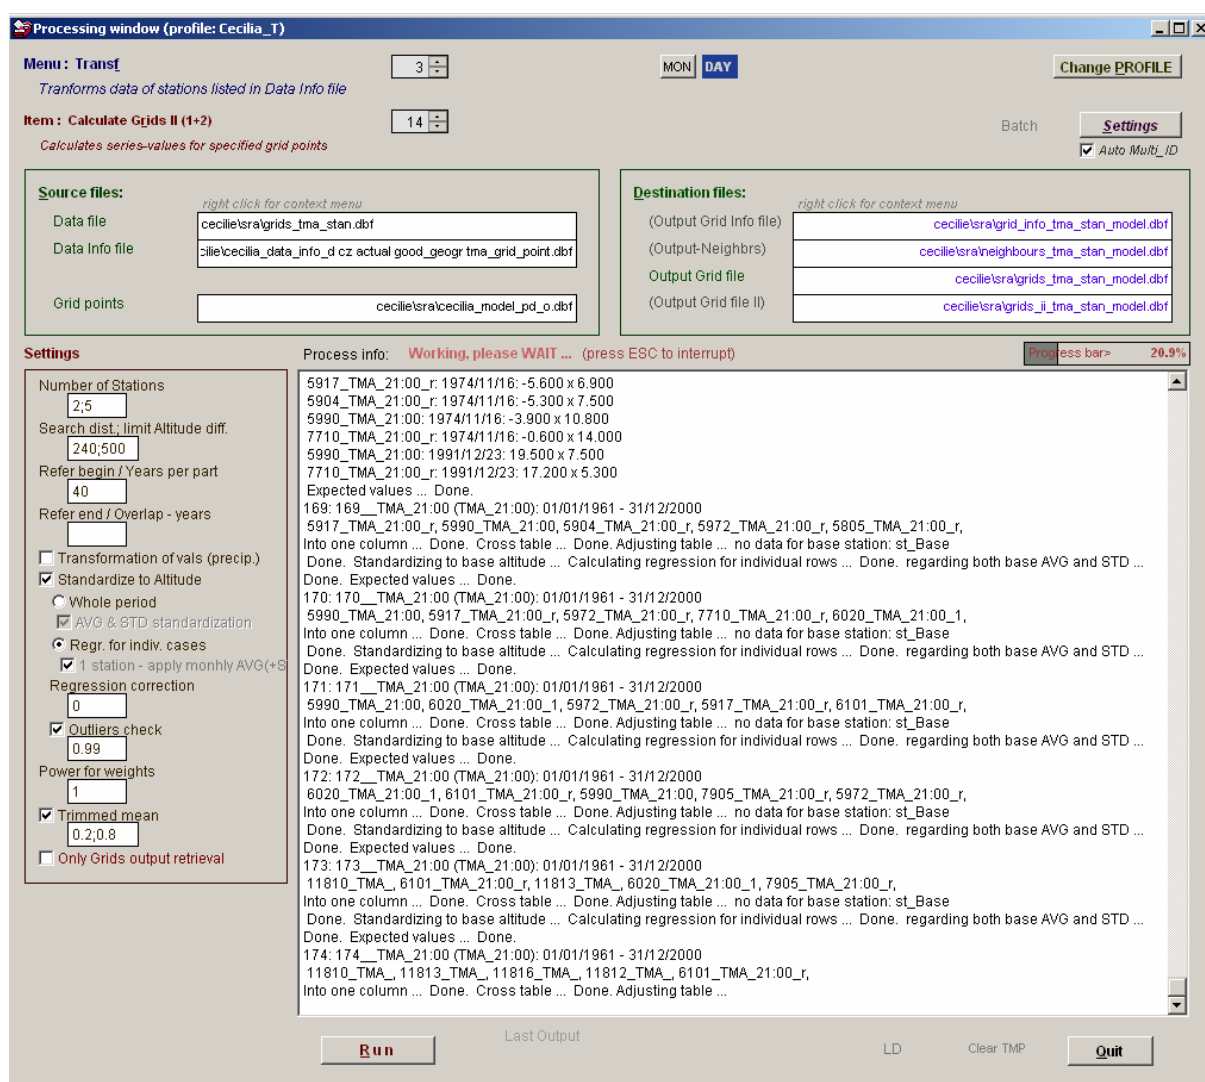 Processing window (profile: Cecilia_T)
Menu : Transf
3
MON DAY
Change PROFILE
Tranforms data of stations listed in Data Info file
Item : Calculate Grids II (1+2)
14
Batch
Settings
Calculates series-values for specified grid points
Auto Multi_ID
Source files:
right click for context menu
Data file
cecilie\sra\grids_tma_stan.dbf
Data Info file
cilie\cecilia_data_info_d cz actual good_geogr tma_grid_point.dbf
Grid points
cecilie\sra\cecilia_model_pd_o.dbf
Destination files:
right click for context menu
(Output Grid Info file)
cecilie\sra\grid_info_tma_stan_model.dbf
(Output-Neighbrs)
cecilie\sra\neighbours_tma_stan_model.dbf
Output Grid file
cecilie\sra\grids_tma_stan_model.dbf
(Output Grid file II)
cecilie\sra\grids_ii_tma_stan_model.dbf
Settings
Process info: Working, please WAIT ... (press ESC to interrupt)
Progress bar> 20.9%
Number of Stations
2;5
Search dist.; limit Altitude diff.
240;500
Refer begin / Years per part
40
Refer end / Overlap - years
Transformation of vals (precip.)
Standardize to Altitude
Whole period
AVG & STD standardization
Regr. for indiv. cases
1 station - apply monhly AVG(+S
Regression correction
0
Outliers check
0.99
Power for weights
1
Trimmed mean
0.2;0.8
Only Grids output retrieval
5917_TMA_21:00_r: 1974/11/16: -5.600 x 6.900
5904_TMA_21:00_r: 1974/11/16: -5.300 x 7.500
5990_TMA_21:00: 1974/11/16: -3.900 x 10.800
7710_TMA_21:00_r: 1974/11/16: -0.600 x 14.000
5990_TMA_21:00: 1991/12/23: 19.500 x 7.500
7710_TMA_21:00_r: 1991/12/23: 17.200 x 5.300
Expected values ... Done.
169: 169__TMA_21:00 (TMA_21:00): 01/01/1961 - 31/12/2000
5917_TMA_21:00_r, 5990_TMA_21:00, 5904_TMA_21:00_r, 5972_TMA_21:00_r, 5805_TMA_21:00_r,
Into one column ... Done. Cross table ... Done. Adjusting table ... no data for base station: st_Base
Done. Standardizing to base altitude ... Calculating regression for individual rows ... Done. regarding both base AVG and STD ...
Done. Expected values ... Done.
170: 170__TMA_21:00 (TMA_21:00): 01/01/1961 - 31/12/2000
5990_TMA_21:00, 5917_TMA_21:00_r, 5972_TMA_21:00_r, 7710_TMA_21:00_r, 6020_TMA_21:00_1,
Into one column ... Done. Cross table ... Done. Adjusting table ... no data for base station: st_Base
Done. Standardizing to base altitude ... Calculating regression for individual rows ... Done. regarding both base AVG and STD ...
Done. Expected values ... Done.
171: 171__TMA_21:00 (TMA_21:00): 01/01/1961 - 31/12/2000
5990_TMA_21:00, 6020_TMA_21:00_1, 5972_TMA_21:00_r, 5917_TMA_21:00_r, 6101_TMA_21:00_r,
Into one column ... Done. Cross table ... Done. Adjusting table ... no data for base station: st_Base
Done. Standardizing to base altitude ... Calculating regression for individual rows ... Done. regarding both base AVG and STD ...
Done. Expected values ... Done.
172: 172__TMA_21:00 (TMA_21:00): 01/01/1961 - 31/12/2000
6020_TMA_21:00_1, 6101_TMA_21:00_r, 5990_TMA_21:00, 7905_TMA_21:00_r, 5972_TMA_21:00_r,
Into one column ... Done. Cross table ... Done. Adjusting table ... no data for base station: st_Base
Done. Standardizing to base altitude ... Calculating regression for individual rows ... Done. regarding both base AVG and STD ...
Done. Expected values ... Done.
173: 173__TMA_21:00 (TMA_21:00): 01/01/1961 - 31/12/2000
11810_TMA_, 6101_TMA_21:00_r, 11813_TMA_, 6020_TMA_21:00_1, 7905_TMA_21:00_r,
Into one column ... Done. Cross table ... Done. Adjusting table ... no data for base station: st_Base
Done. Standardizing to base altitude ... Calculating regression for individual rows ... Done. regarding both base AVG and STD ...
Done. Expected values ... Done.
174: 174__TMA_21:00 (TMA_21:00): 01/01/1961 - 31/12/2000
11810_TMA_, 11813_TMA_, 11816_TMA_, 11812_TMA_, 6101_TMA_21:00_r,
Into one column ... Done. Cross table ... Done. Adjusting table ...
Run
Last Output
LD
Clear TMP
Quit